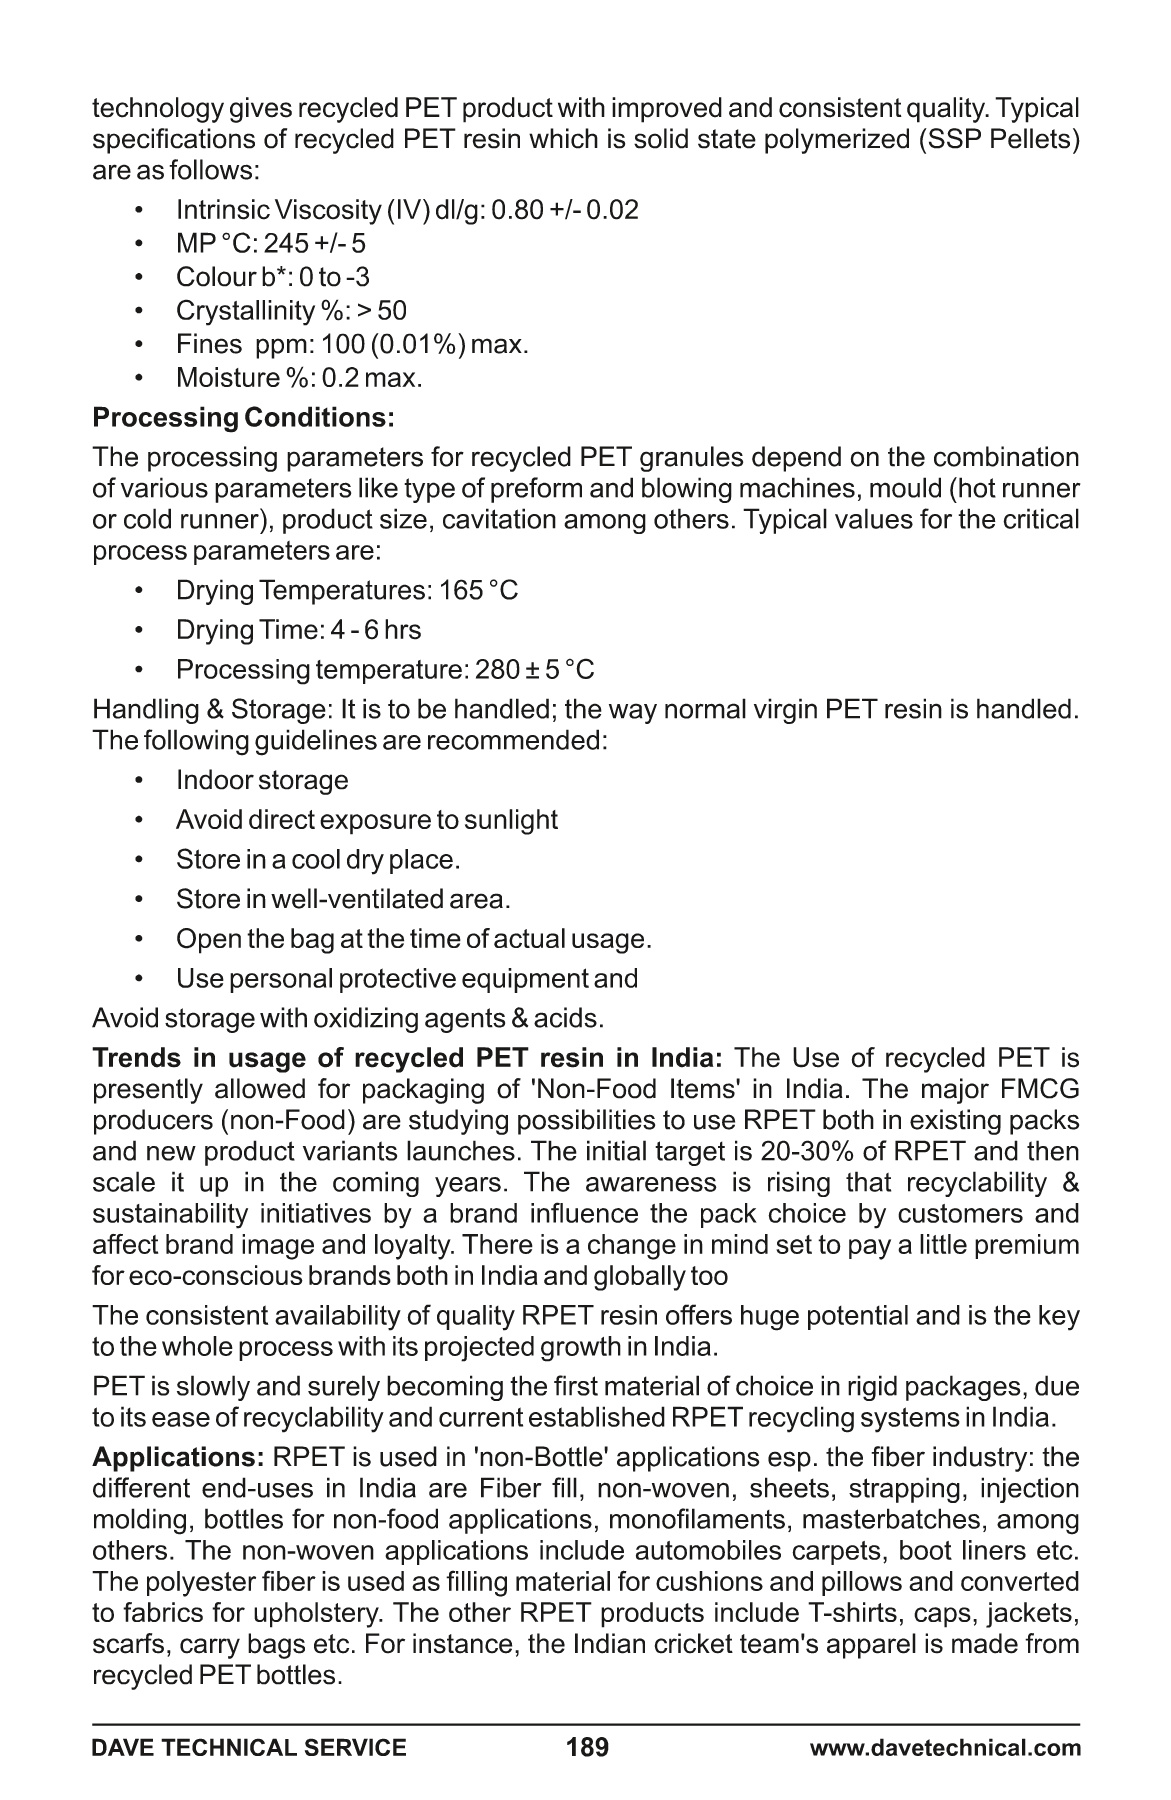 technology gives recycled PET product with improved and consistent quality. Typical
specifications of recycled PET resin which is solid state polymerized (SSP Pellets)
are as follows:
• Intrinsic Viscosity (IV) dl/g: 0.80 +/- 0.02
• MP °C: 245 +/- 5
• Colour b*: 0 to -3
• Crystallinity %: > 50
• Fines ppm: 100 (0.01%) max.
• Moisture %: 0.2 max.
Processing Conditions:
The processing parameters for recycled PET granules depend on the combination
of various parameters like type of preform and blowing machines, mould (hot runner
or cold runner), product size, cavitation among others. Typical values for the critical
process parameters are:
• Drying Temperatures: 165 °C
• Drying Time: 4 - 6 hrs
• Processing temperature: 280 ± 5 °C
Handling & Storage: It is to be handled; the way normal virgin PET resin is handled.
The following guidelines are recommended:
• Indoor storage
• Avoid direct exposure to sunlight
• Store in a cool dry place.
• Store in well-ventilated area.
• Open the bag at the time of actual usage.
• Use personal protective equipment and
Avoid storage with oxidizing agents & acids.
Trends in usage of recycled PET resin in India: The Use of recycled PET is
presently allowed for packaging of 'Non-Food Items' in India. The major FMCG
producers (non-Food) are studying possibilities to use RPET both in existing packs
and new product variants launches. The initial target is 20-30% of RPET and then
scale it up in the coming years. The awareness is rising that recyclability &
sustainability initiatives by a brand influence the pack choice by customers and
affect brand image and loyalty. There is a change in mind set to pay a little premium
for eco-conscious brands both in India and globally too
The consistent availability of quality RPET resin offers huge potential and is the key
to the whole process with its projected growth in India.
PET is slowly and surely becoming the first material of choice in rigid packages, due
to its ease of recyclability and current established RPET recycling systems in India.
Applications: RPET is used in 'non-Bottle' applications esp. the fiber industry: the
different end-uses in India are Fiber fill, non-woven, sheets, strapping, injection
molding, bottles for non-food applications, monofilaments, masterbatches, among
others. The non-woven applications include automobiles carpets, boot liners etc.
The polyester fiber is used as filling material for cushions and pillows and converted
to fabrics for upholstery. The other RPET products include T-shirts, caps, jackets,
scarfs, carry bags etc. For instance, the Indian cricket team's apparel is made from
recycled PET bottles.
DAVE TECHNICAL SERVICE 189 www.davetechnical.com